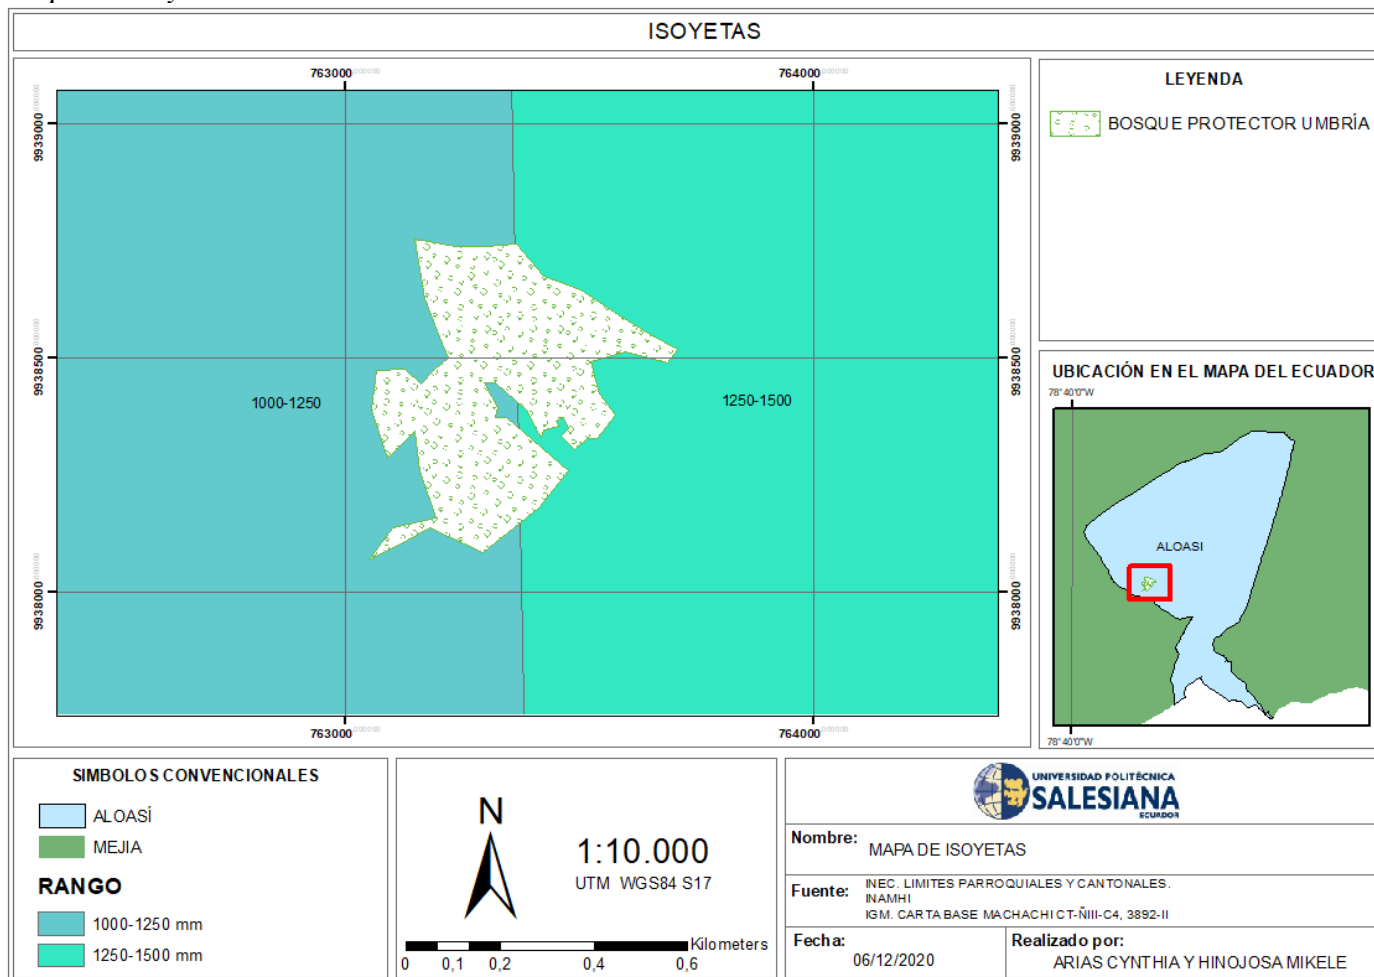 ISOYETAS
763000
764000
9939000
9939000
9938500
9938500
9938000
9938000
1000-1250
1250-1500
763000
764000
LEYENDA
BOSQUE PROTECTOR UMBRÍA
UBICACIÓN EN EL MAPA DEL ECUADOR
78°40'0"W
ALOASI
78°40'0"W
SIMBOLOS CONVENCIONALES
ALOASÍ
MEJIA
RANGO
1000-1250 mm
1250-1500 mm
N
1:10.000
UTM WGS84 S17
Kilometers
0 0,1 0,2 0,4 0,6
UNIVERSIDAD POLITÉCNICA
SALESIANA
ECUADOR
Nombre: MAPA DE ISOYETAS
Fuente: INEC. LIMITES PARROQUIALES Y CANTONALES.
INAMHI
IGM. CARTA BASE MACHACHI CT-ÑIII-C4, 3892-II
Fecha: 06/12/2020
Realizado por:
ARIAS CYNTHIA Y HINOJOSA MIKELE